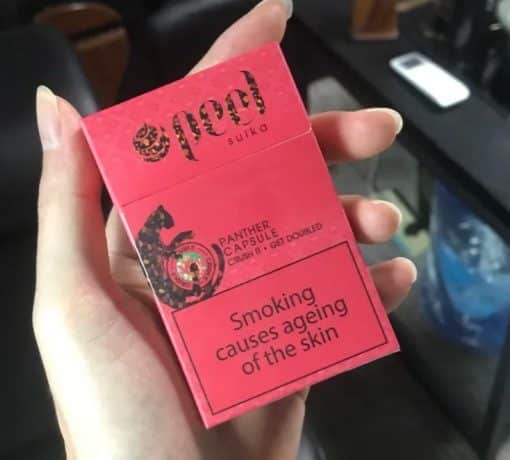 peel
suika
PANTHER
CAPSULE
CRUSH IT • GET DOUBLED
Smoking
causes ageing
of the skin